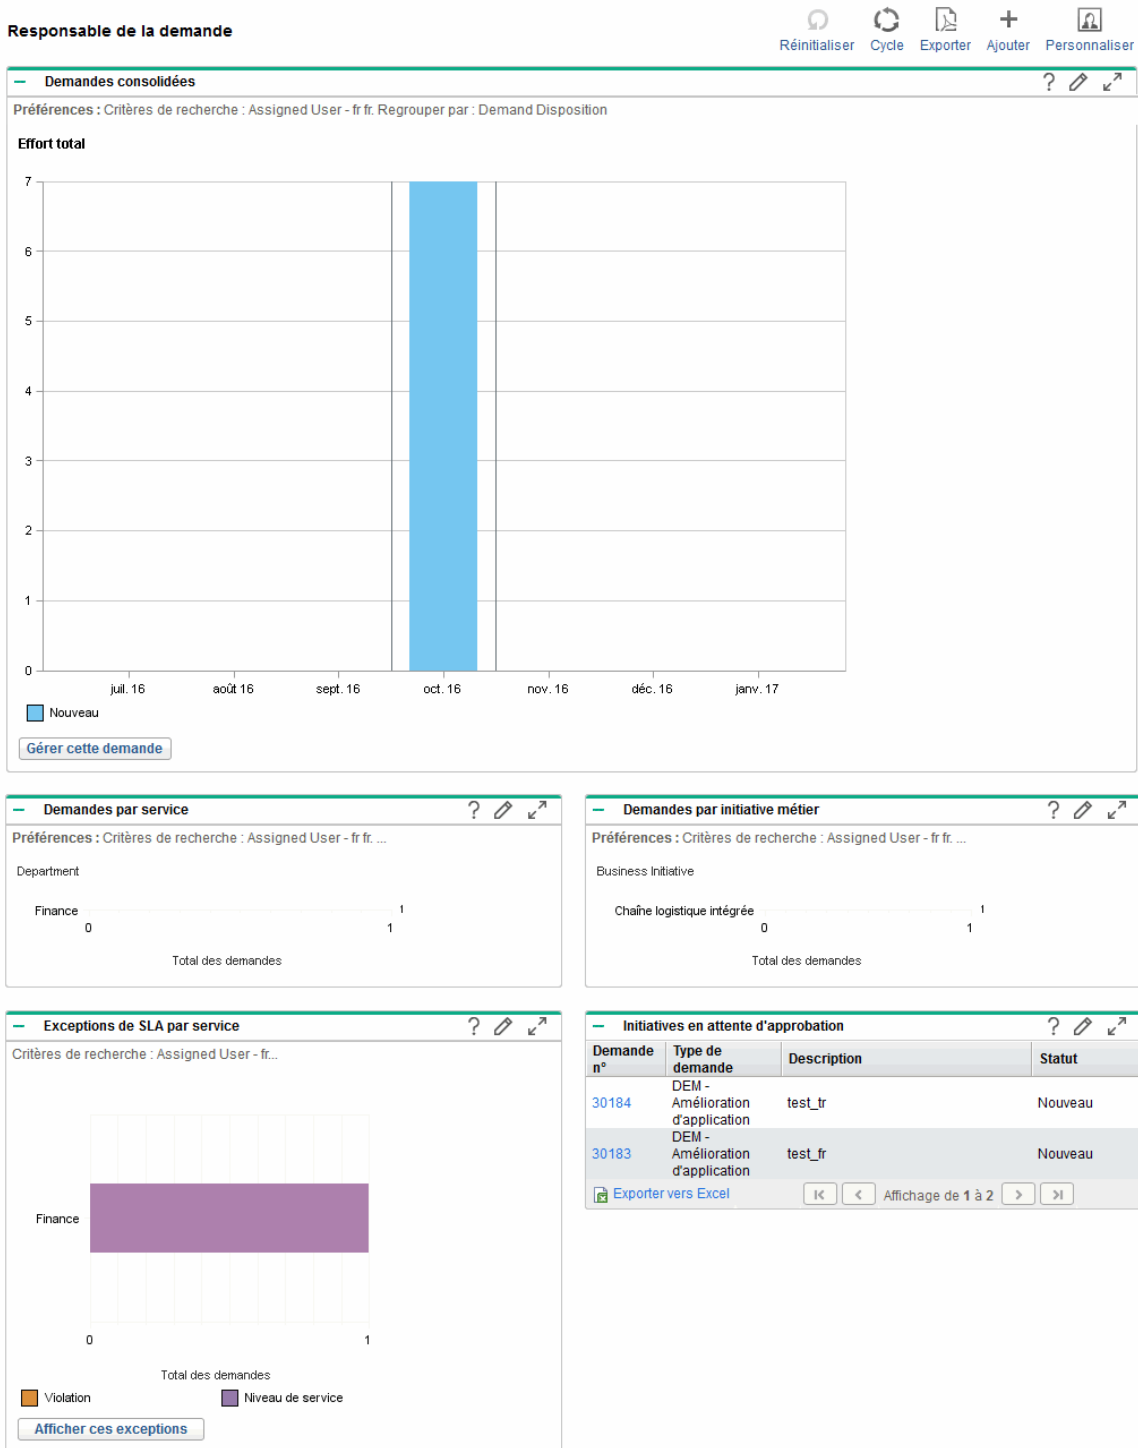 Responsable de la demande
Réinitialiser Cycle Exporter Ajouter Personnaliser
Demandes consolidées
Préférences : Critères de recherche : Assigned User - fr fr. Regrouper par : Demand Disposition
Effort total
7
6
5
4
3
2
1
0
juil. 16 août 16 sept. 16 oct. 16 nov. 16 déc. 16 janv. 17
Nouveau
Gérer cette demande
Demandes par service
Préférences : Critères de recherche : Assigned User - fr fr. ...
Department
Finance 1
0 1
Total des demandes
Demandes par initiative métier
Préférences : Critères de recherche : Assigned User - fr fr. ...
Business Initiative
Chaîne logistique intégrée 1
0 1
Total des demandes
Exceptions de SLA par service
Critères de recherche : Assigned User - fr...
Finance
0 1
Total des demandes
Violation Niveau de service
Afficher ces exceptions
Initiatives en attente d'approbation
Demande n° Type de demande Description Statut
30184 DEM - Amélioration d'application test_tr Nouveau
30183 DEM - Amélioration d'application test_fr Nouveau
Exporter vers Excel Affichage de 1 à 2